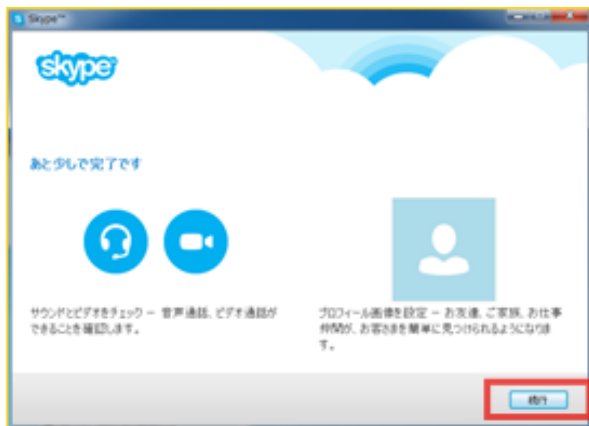 Skype™
skype
あと少しで完了です
サウンドとビデオをチェック － 音声通話、ビデオ通話が
できることを確認します。
プロフィール画像を設定 － お友達、ご家族、お仕事
仲間が、お客さまを簡単に見つけられるようになりま
す。
続行